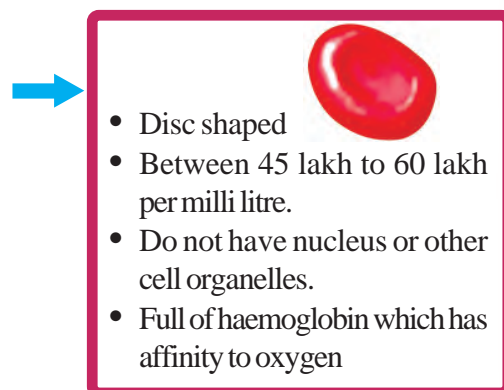 • Disc shaped
• Between 45 lakh to 60 lakh
per milli litre.
• Do not have nucleus or other
cell organelles.
• Full of haemoglobin which has
affinity to oxygen